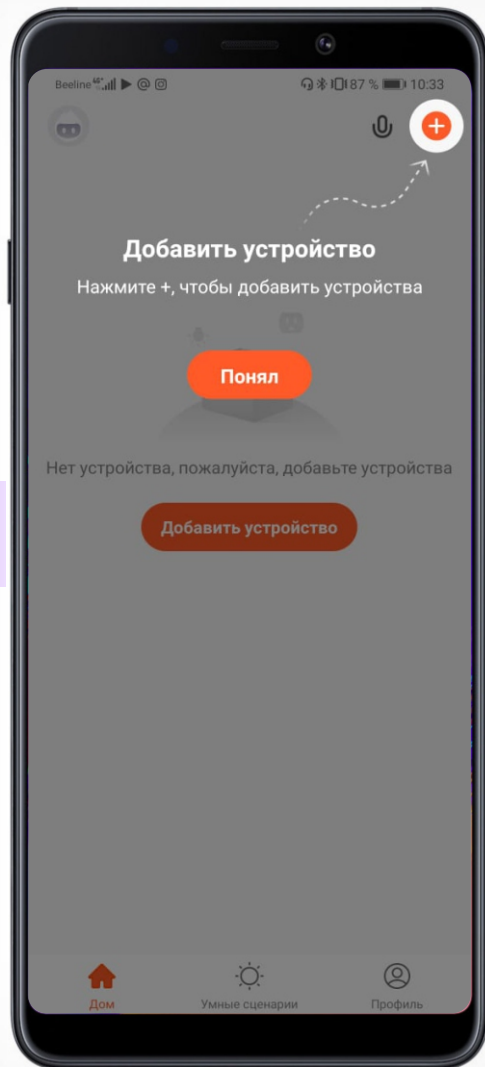 Beeline 4G 87 % 10:33
Добавить устройство
Нажмите +, чтобы добавить устройства
Понял
Нет устройства, пожалуйста, добавьте устройства
Добавить устройство
Дом
Умные сценарии
Профиль